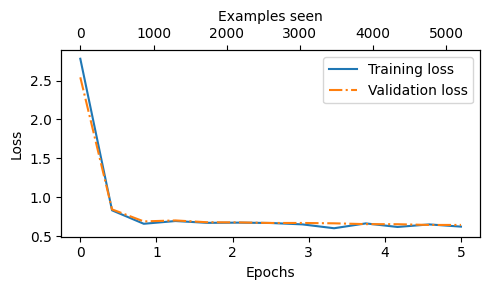 Examples seen
0 1000 2000 3000 4000 5000
Training loss
Validation loss
2.5
2.0
1.5
1.0
0.5
Loss
0 1 2 3 4 5
Epochs